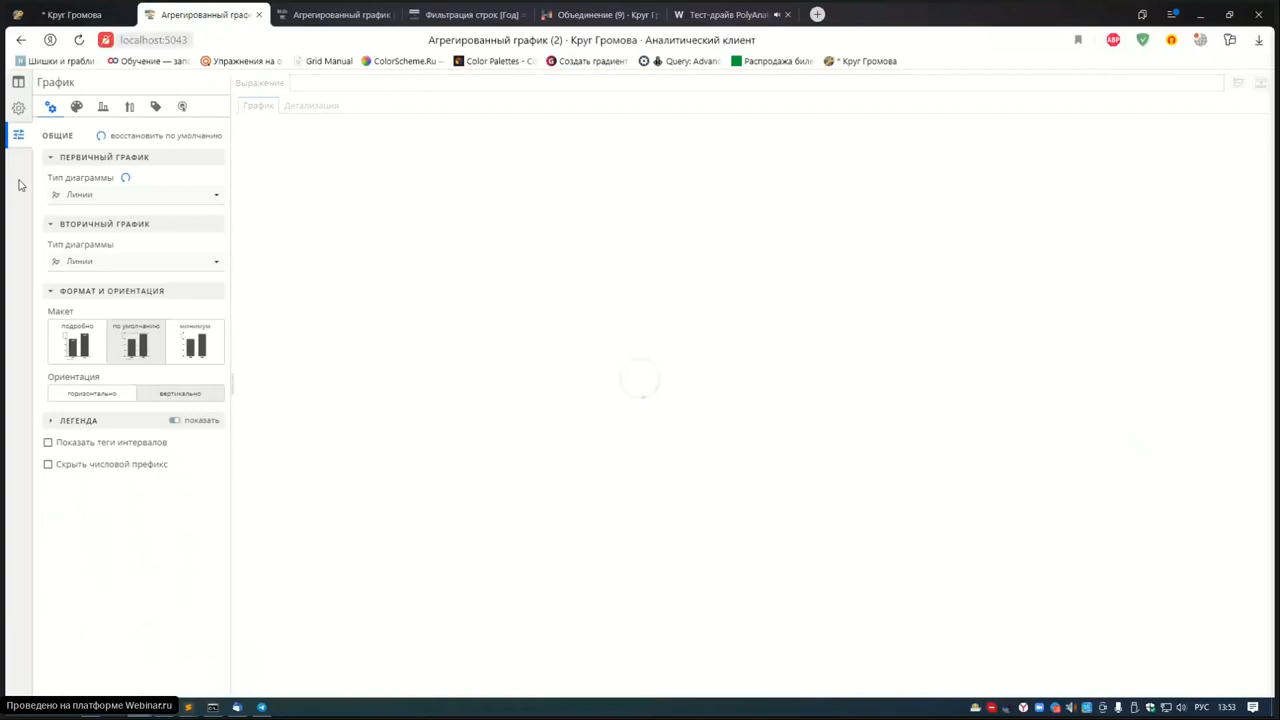 * Круг Громова
Агрегированный граф
Агрегированный график
Фильтрация строк [Год]
Объединение (9) - Круг Г
Тест-драйв PolyAnal
localhost:5043
Агрегированный график (2) · Круг Громова · Аналитический клиент
Шишки и грабли
Обучение — зап
Упражнения на о
Grid Manual
ColorScheme.Ru –
Color Palettes - Co
Создать градиент
Query: Advanc
Распродажа биле
* Круг Громова
График
Выражение
График
Детализация
ОБЩИЕ
восстановить по умолчанию
ПЕРВИЧНЫЙ ГРАФИК
Тип диаграммы
Линии
ВТОРИЧНЫЙ ГРАФИК
Тип диаграммы
Линии
ФОРМАТ И ОРИЕНТАЦИЯ
Макет
подробно
по умолчанию
минимум
Ориентация
горизонтально
вертикально
ЛЕГЕНДА
показать
Показать теги интервалов
Скрыть числовой префикс
Проведено на платформе Webinar.ru
РУС
13:53